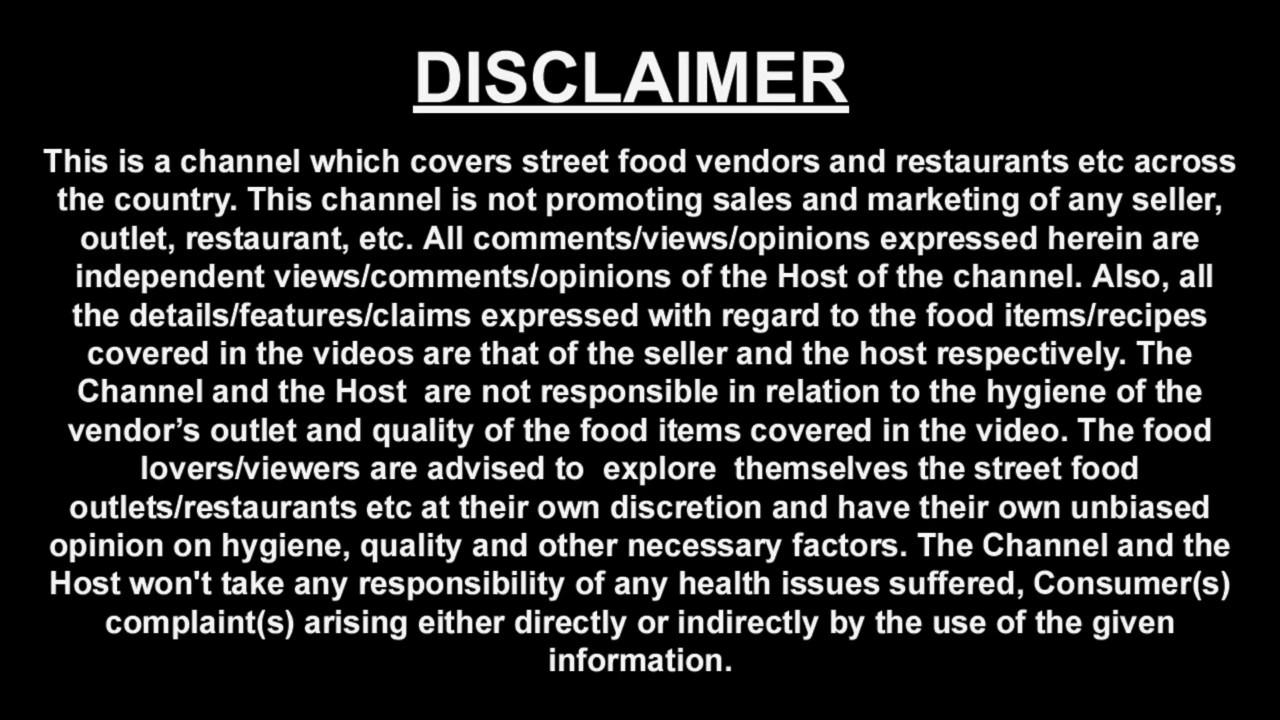 DISCLAIMER
This is a channel which covers street food vendors and restaurants etc across
the country. This channel is not promoting sales and marketing of any seller,
outlet, restaurant, etc. All comments/views/opinions expressed herein are
independent views/comments/opinions of the Host of the channel. Also, all
the details/features/claims expressed with regard to the food items/recipes
covered in the videos are that of the seller and the host respectively. The
Channel and the Host  are not responsible in relation to the hygiene of the
vendor’s outlet and quality of the food items covered in the video. The food
lovers/viewers are advised to  explore  themselves the street food
outlets/restaurants etc at their own discretion and have their own unbiased
opinion on hygiene, quality and other necessary factors. The Channel and the
Host won't take any responsibility of any health issues suffered, Consumer(s)
complaint(s) arising either directly or indirectly by the use of the given
information.